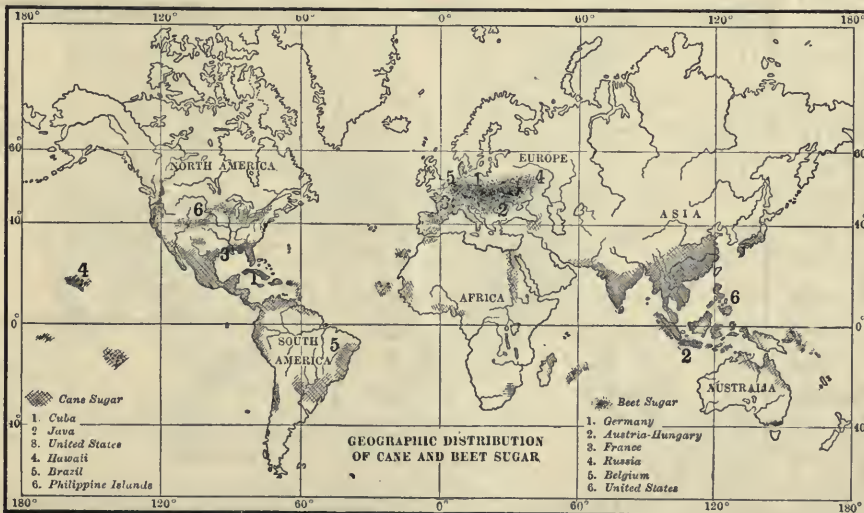 180° 120° 60° 0° 60° 120° 180°
60° 60°
40° 40°
0° 0°
40° 40°
180° 120° 60° 0° 60° 120° 180°
NORTH AMERICA
EUROPE
ASIA
AFRICA
SOUTH
AMERICA
AUSTRALIA
5 1 4
2
6
3
1
4
5
6
2
Cane Sugar
1. Cuba
2 Java
3. United States
4. Hawaii
5. Brazil
6. Philippine Islands
GEOGRAPHIC DISTRIBUTION
OF CANE AND BEET SUGAR
Beet Sugar
1. Germany
2. Austria-Hungary
3. France
4. Russia
5. Belgium
6. United States